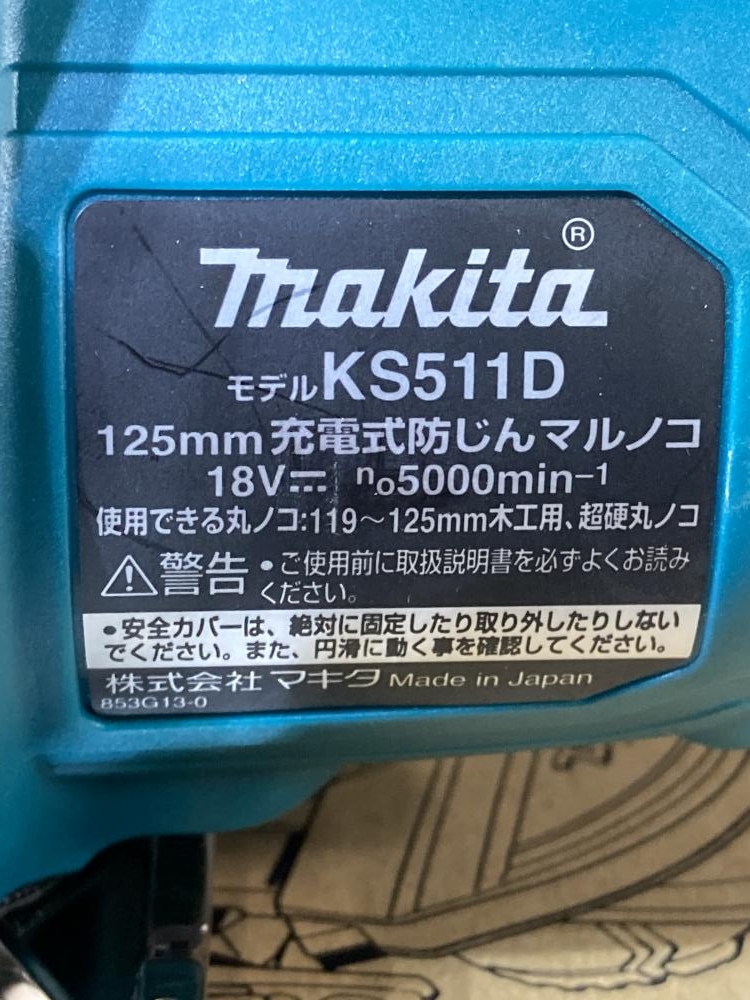 makita®
モデルKS511D
125mm充電式防じんマルノコ
18V⎓ n₀5000min⁻¹
使用できる丸ノコ:119～125mm木工用、超硬丸ノコ
⚠警告 •ご使用前に取扱説明書を必ずよくお読み
ください。
•安全カバーは、絶対に固定したり取り外したりしない
でください。また、円滑に動く事を確認してください。
株式会社 マキタ Made in Japan
853G13-0